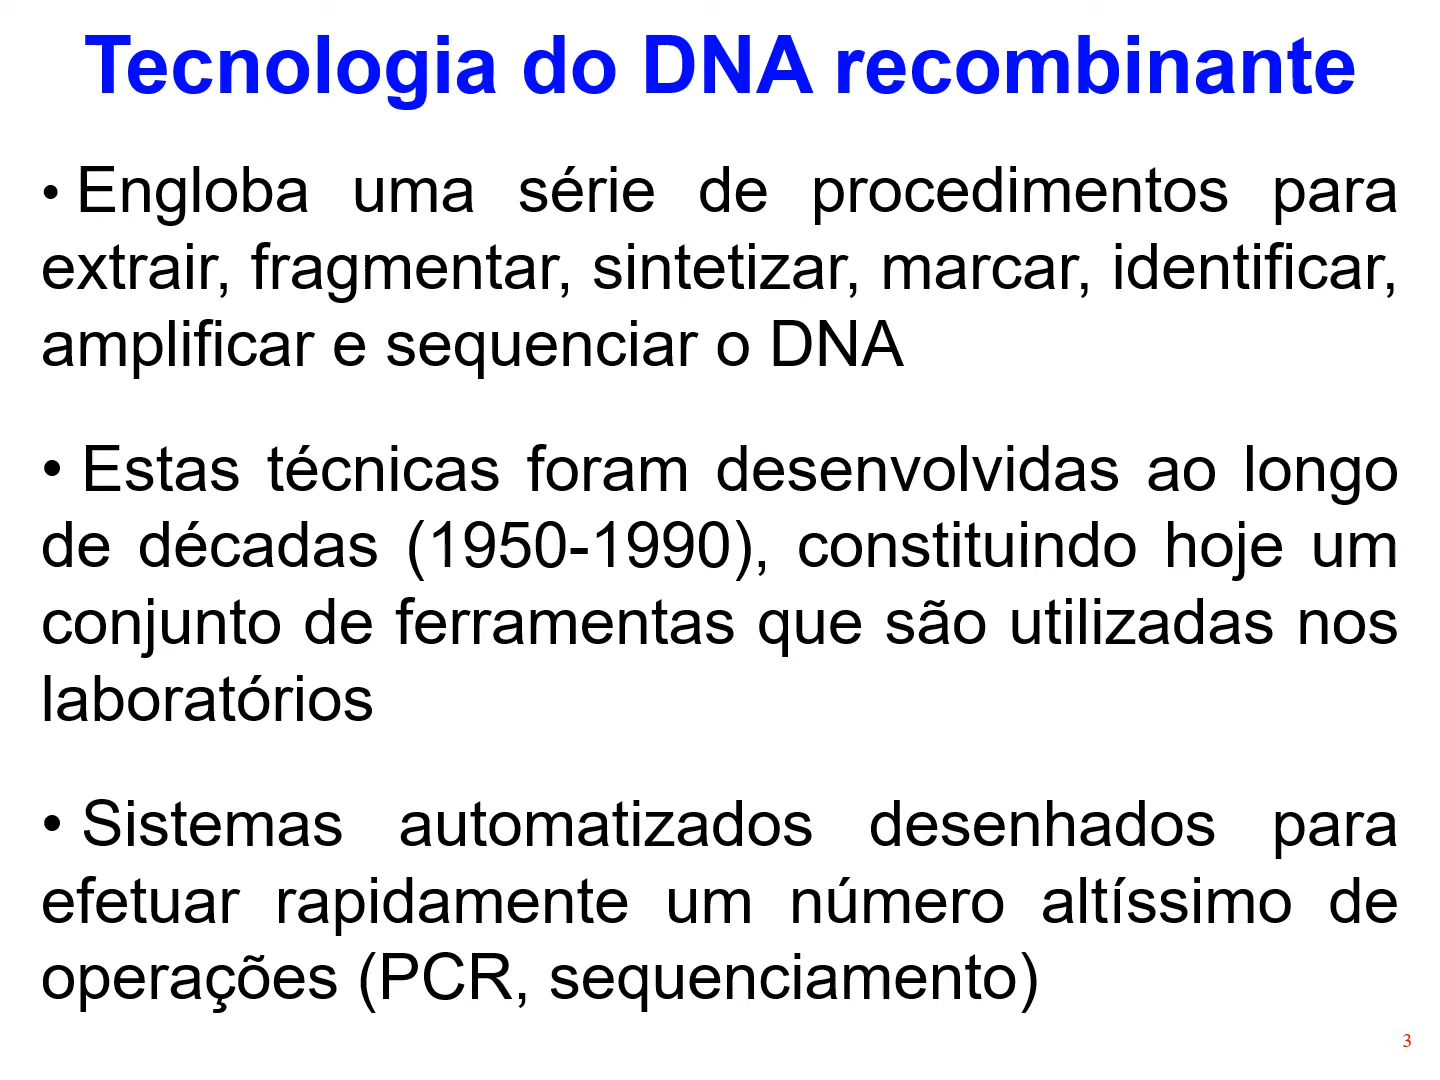 Tecnologia do DNA recombinante
• Engloba uma série de procedimentos para
extrair, fragmentar, sintetizar, marcar, identificar,
amplificar e sequenciar o DNA
• Estas técnicas foram desenvolvidas ao longo
de décadas (1950-1990), constituindo hoje um
conjunto de ferramentas que são utilizadas nos
laboratórios
• Sistemas automatizados desenhados para
efetuar rapidamente um número altíssimo de
operações (PCR, sequenciamento)
3